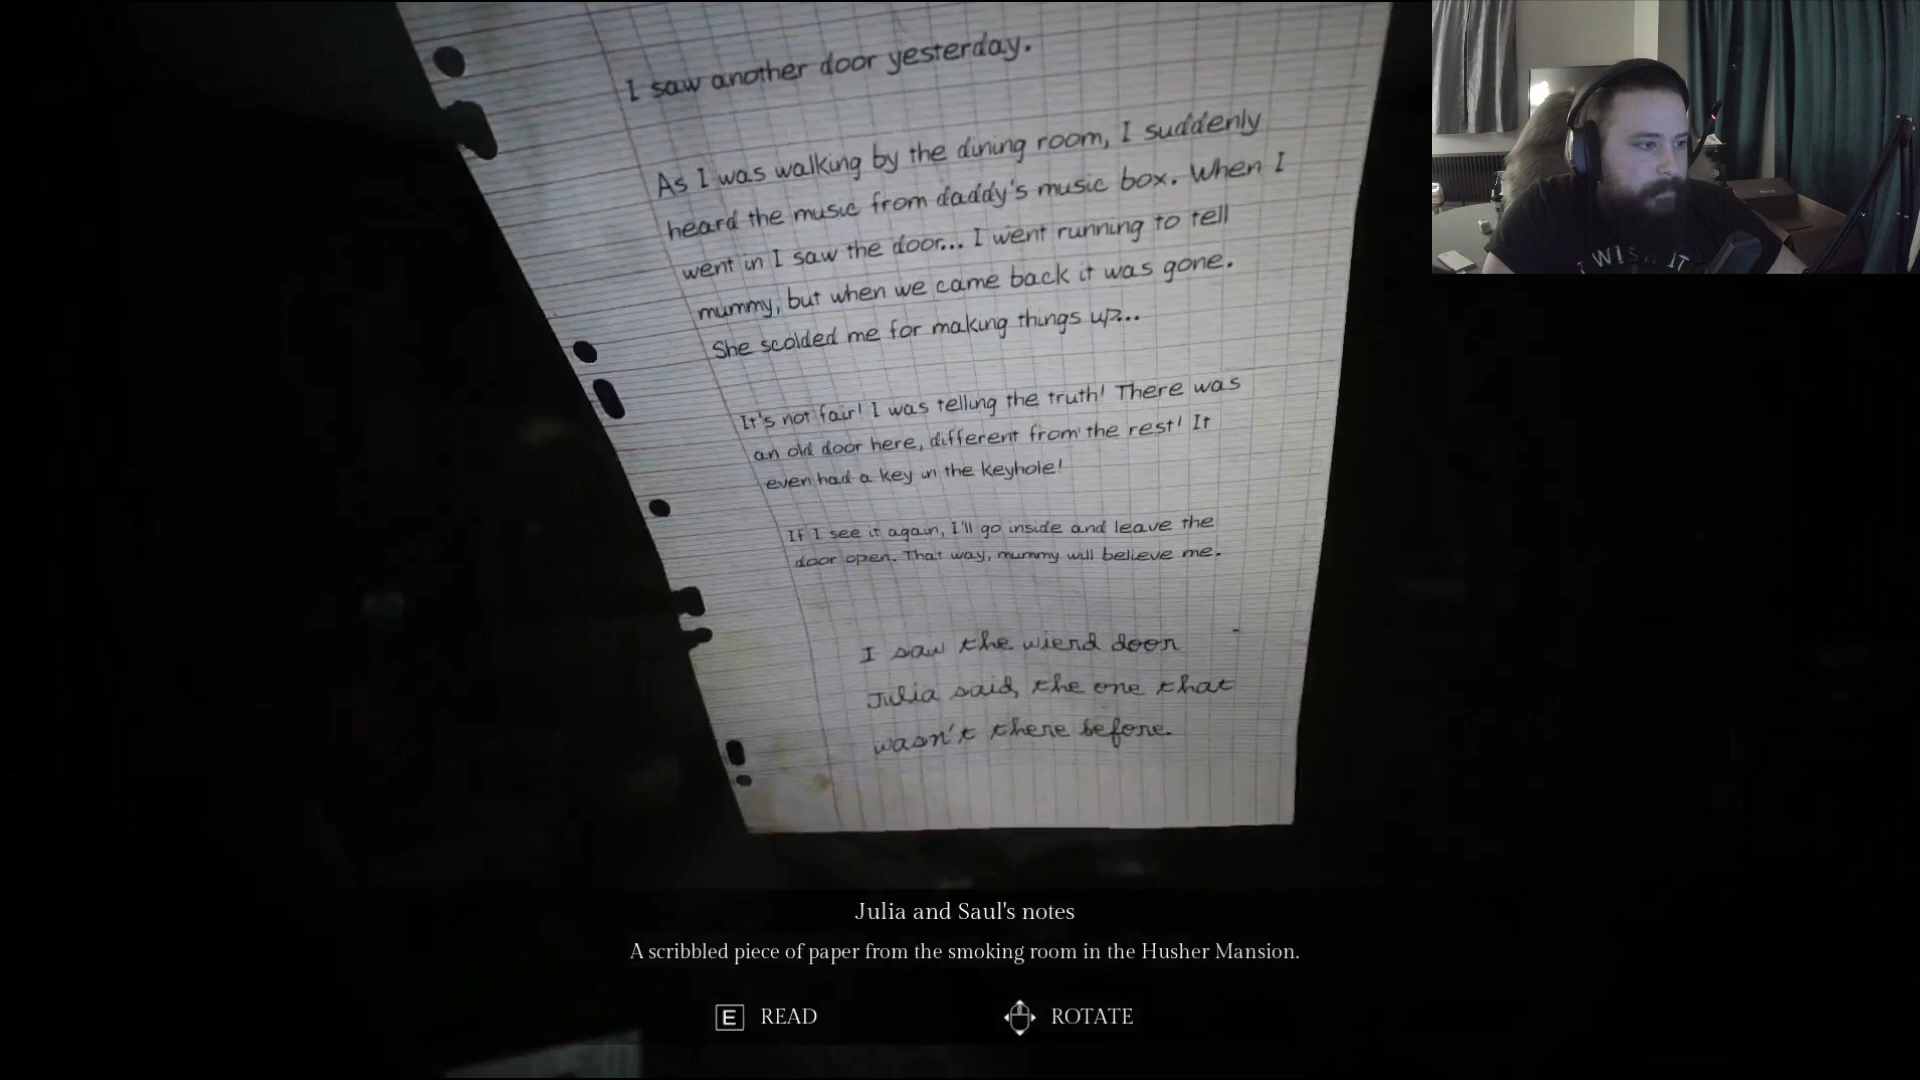 I saw another door yesterday.
As I was walking by the dining room, I suddenly
heard the music from daddy's music box. When I
went in I saw the door... I went running to tell
mummy, but when we came back it was gone.
She scolded me for making things up...
It's not fair! I was telling the truth! There was
an old door here, different from the rest! It
even had a key in the keyhole!
If I see it again, I'll go inside and leave the
door open. That way, mummy will believe me.
I saw the wierd door
Julia said, the one that
wasn't there before.
I WISH IT
Julia and Saul's notes
A scribbled piece of paper from the smoking room in the Husher Mansion.
E READ
ROTATE